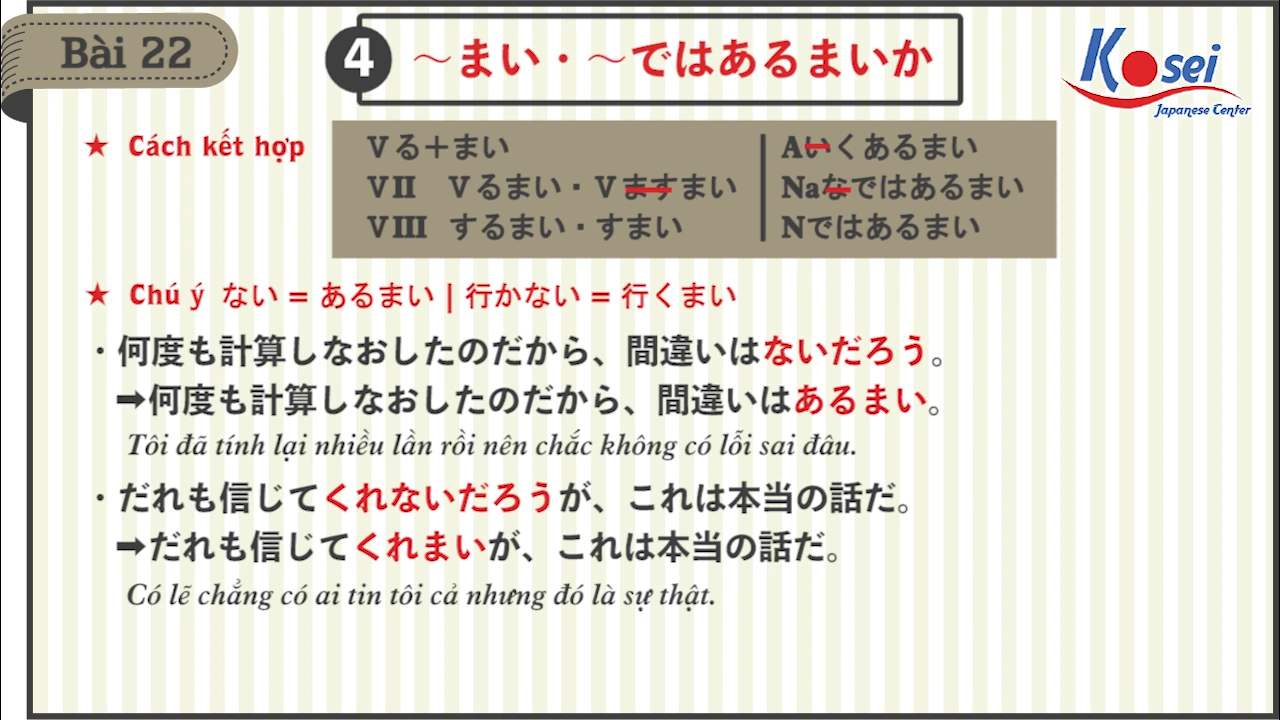 Bài 22
4 ～まい・～ではあるまいか
Kosei
Japanese Center
★ Cách kết hợp
Vる＋まい
VII Vるまい・Vますまい
VIII するまい・すまい
Aいくあるまい
Naなではあるまい
Nではあるまい
★ Chú ý ない = あるまい | 行かない = 行くまい
・何度も計算しなおしたのだから、間違いはないだろう。
➡何度も計算しなおしたのだから、間違いはあるまい。
Tôi đã tính lại nhiều lần rồi nên chắc không có lỗi sai đâu.
・だれも信じてくれないだろうが、これは本当の話だ。
➡だれも信じてくれまいが、これは本当の話だ。
Có lẽ chẳng có ai tin tôi cả nhưng đó là sự thật.